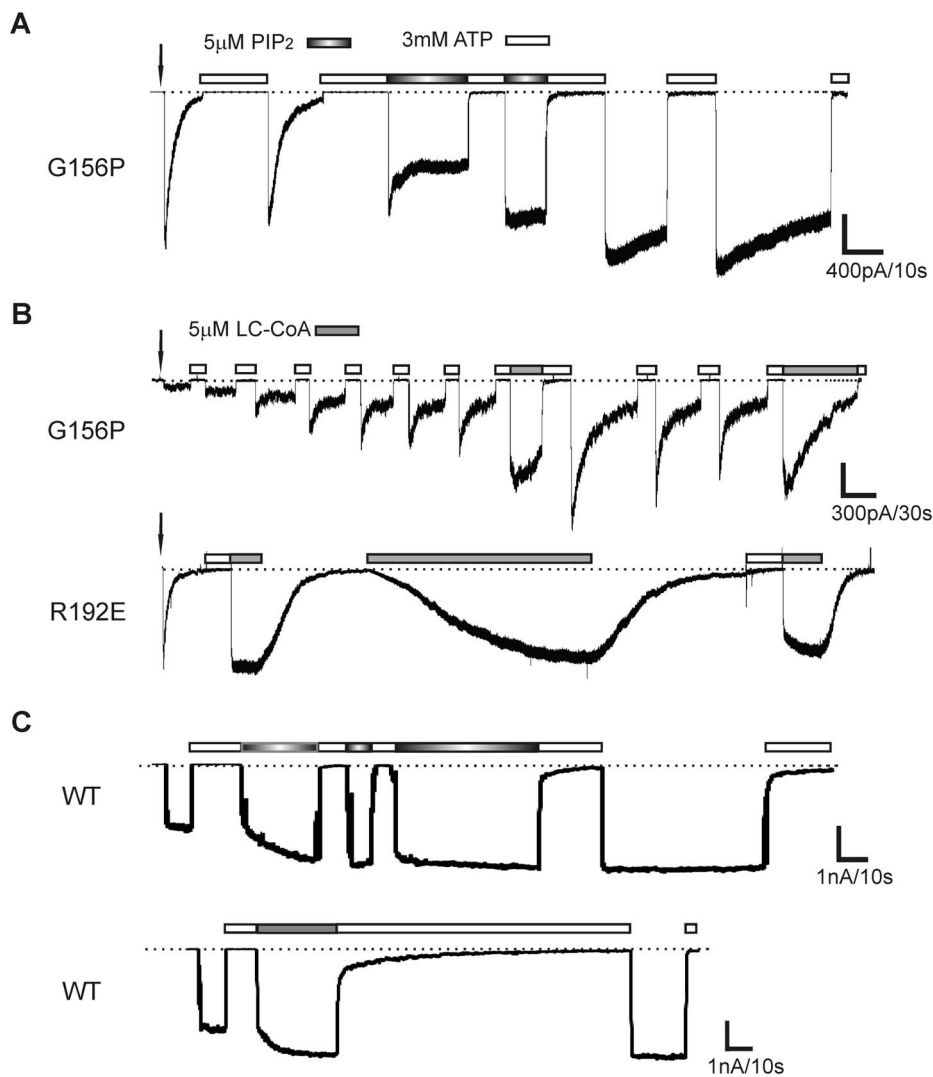 A
5μM PIP₂ 3mM ATP
G156P
400pA/10s
B
5μM LC-CoA
G156P
300pA/30s
R192E
C
WT
1nA/10s
WT
1nA/10s